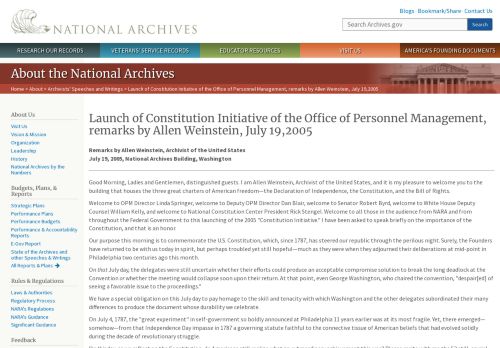 Blogs · Bookmark/Share · Contact Us
NATIONAL ARCHIVES
Search Archives.gov
Search
RESEARCH OUR RECORDS
VETERANS' SERVICE RECORDS
EDUCATOR RESOURCES
VISIT US
AMERICA'S FOUNDING DOCUMENTS
About the National Archives
Home > About > Archivists' Speeches and Writings > Launch of Constitution Initiative of the Office of Personnel Management, remarks by Allen Weinstein, July 19,2005
About Us
Visit Us
Vision & Mission
Organization
Leadership
History
National Archives by the
Numbers
Budgets, Plans, &
Reports
Strategic Plans
Performance Plans
Performance Budgets
Performance & Accountability
Reports
E-Gov Report
State of the Archives and
other Speeches & Writings
All Reports & Plans
Rules & Regulations
Laws & Authorities
Regulatory Process
NARA's Regulations
NARA's Guidance
Significant Guidance
Feedback
Launch of Constitution Initiative of the Office of Personnel Management,
remarks by Allen Weinstein, July 19,2005
Remarks by Allen Weinstein, Archivist of the United States
July 19, 2005, National Archives Building, Washington
Good Morning, Ladies and Gentlemen, distinguished guests. I am Allen Weinstein, Archivist of the United States, and it is my pleasure to welcome you to the
building that houses the three great charters of American Freedom—the Declaration of Independence, the Constitution, and the Bill of Rights.
Welcome to OPM Director Linda Springer, welcome to Deputy OPM Director Dan Blair, welcome to Senator Robert Byrd, welcome to White House Deputy
Counsel William Kelly, and welcome to National Constitution Center President Rick Stengel. Welcome to all those in the audience from NARA and from
throughout the Federal Government to this launching of the 2005 "Constitution Initiative." I have been asked to speak briefly on the importance of the
Constitution, and that is an honor.
Our purpose this morning is to commemorate the U.S. Constitution, which, since 1787, has steered our republic through the perilous night. Surely, the Founders
have returned to be with us today in spirit, but perhaps troubled yet still hopeful—much as they were when they adjourned their deliberations at mid-point in
Philadelphia two centuries ago this month.
On that July day, the delegates were still uncertain whether their efforts could produce an acceptable compromise solution to break the long deadlock at the
Convention or whether the meeting would collapse soon upon their return. At that point, even George Washington, who chaired the convention, "despair[ed] of
seeing a favorable issue to the proceedings."
We have a special obligation on this July day to pay homage to the skill and tenacity with which Washington and the other delegates subordinated their many
differences to produce the document whose durability we celebrate.
On July 4, 1787, the "great experiment" in self-government so boldly announced at Philadelphia 11 years earlier was at its most fragile. Yet, there emerged—
somehow—from that Independence Day impasse in 1787 a governing statute faithful to the connective tissue of American beliefs that had evolved solidly
during the decade of revolutionary struggle.